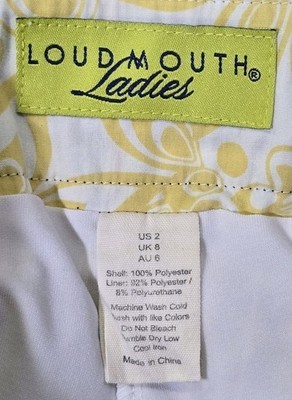 LOUDMOUTH®
Ladies
US 2
UK 8
AU 6
Shell: 100% Polyester
Liner: 92% Polyester /
8% Polyurethane
Machine Wash Cold
Wash with like Colors
Do Not Bleach
Tumble Dry Low
Cool Iron
Made in China